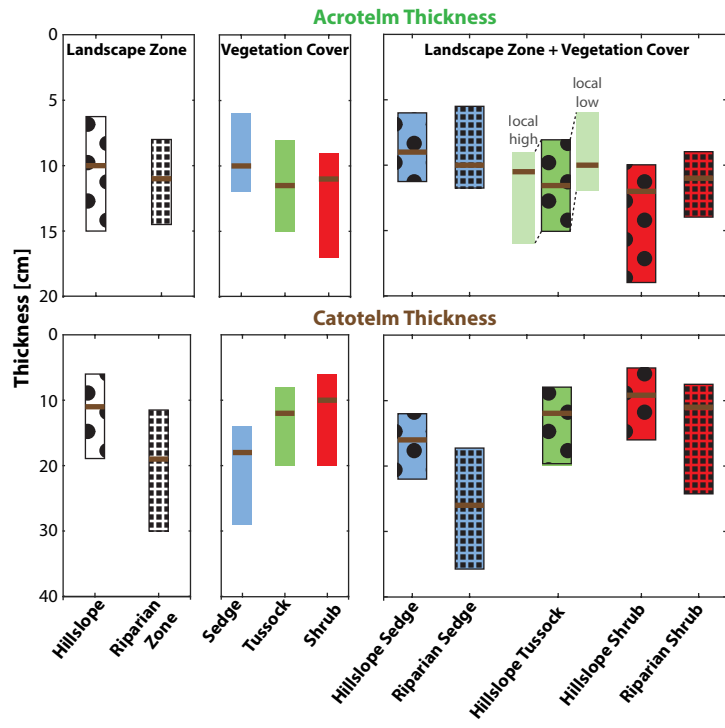 Acrotelm Thickness
Landscape Zone
Vegetation Cover
Landscape Zone + Vegetation Cover
local
high
local
low
0
5
10
15
20
Thickness [cm]
Catotelm Thickness
0
10
20
30
40
Hillslope
Riparian
Zone
Sedge
Tussock
Shrub
Hillslope Sedge
Riparian Sedge
Hillslope Tussock
Hillslope Shrub
Riparian Shrub